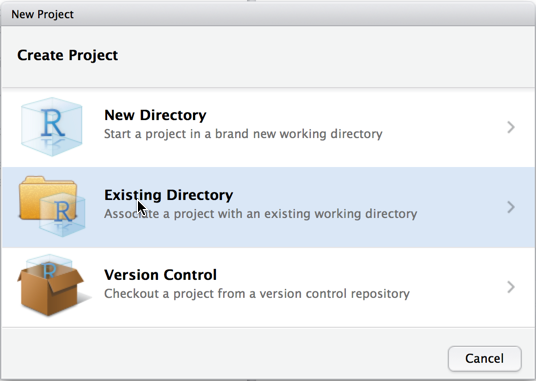 New Project
Create Project
New Directory
Start a project in a brand new working directory
Existing Directory
Associate a project with an existing working directory
Version Control
Checkout a project from a version control repository
Cancel